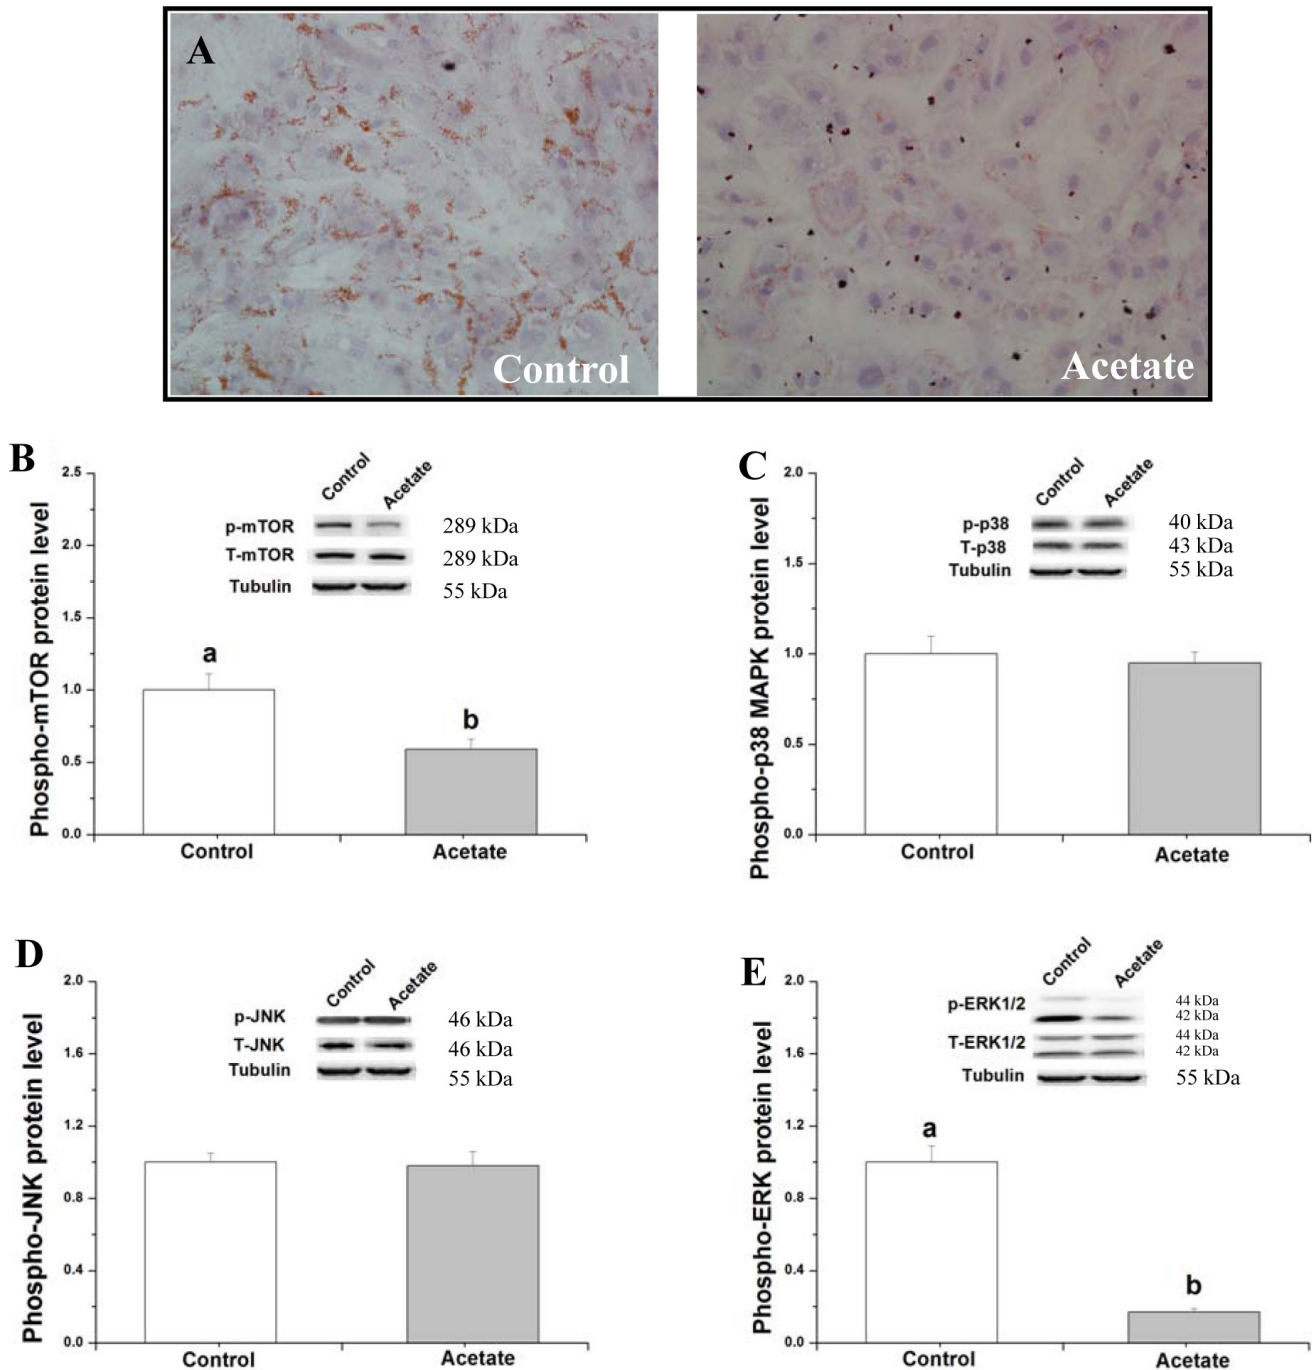 A
Control
Acetate
B
Phospho-mTOR protein level
2.5
2.0
1.5
1.0
0.5
0.0
Control
Acetate
p-mTOR
289 kDa
T-mTOR
289 kDa
Tubulin
55 kDa
a
b
Control
Acetate
C
Phospho-p38 MAPK protein level
2.0
1.5
1.0
0.5
0.0
Control
Acetate
p-p38
40 kDa
T-p38
43 kDa
Tubulin
55 kDa
Control
Acetate
D
Phospho-JNK protein level
2.0
1.6
1.2
0.8
0.4
0.0
Control
Acetate
p-JNK
46 kDa
T-JNK
46 kDa
Tubulin
55 kDa
Control
Acetate
E
Phospho-ERK protein level
2.0
1.6
1.2
0.8
0.4
0.0
Control
Acetate
p-ERK1/2
44 kDa
42 kDa
T-ERK1/2
44 kDa
42 kDa
Tubulin
55 kDa
a
b
Control
Acetate